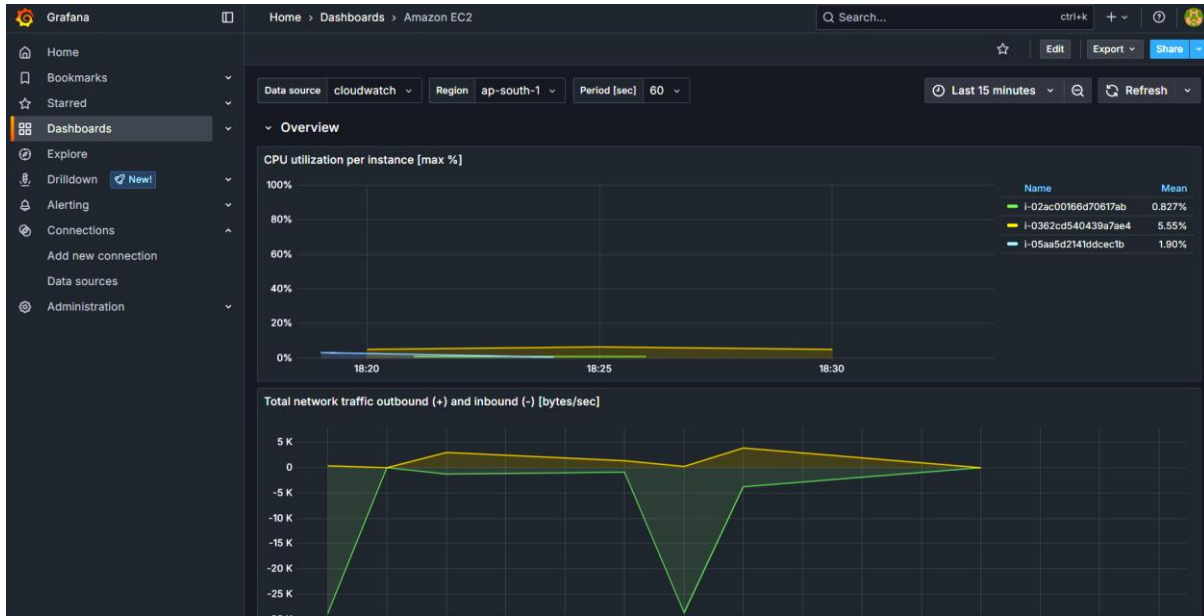 Grafana
Home › Dashboards › Amazon EC2
Search...
ctrl+k
Home
Bookmarks
Starred
Dashboards
Explore
Drilldown New!
Alerting
Connections
Add new connection
Data sources
Administration
Edit
Export
Share
Data source cloudwatch
Region ap-south-1
Period [sec] 60
Last 15 minutes
Refresh
Overview
CPU utilization per instance [max %]
100%
80%
60%
40%
20%
0%
18:20 18:25 18:30
Name Mean
i-02ac00166d70617ab 0.827%
i-0362cd540439a7ae4 5.55%
i-05aa5d2141ddcec1b 1.90%
Total network traffic outbound (+) and inbound (-) [bytes/sec]
5 K
0
-5 K
-10 K
-15 K
-20 K
-25 K